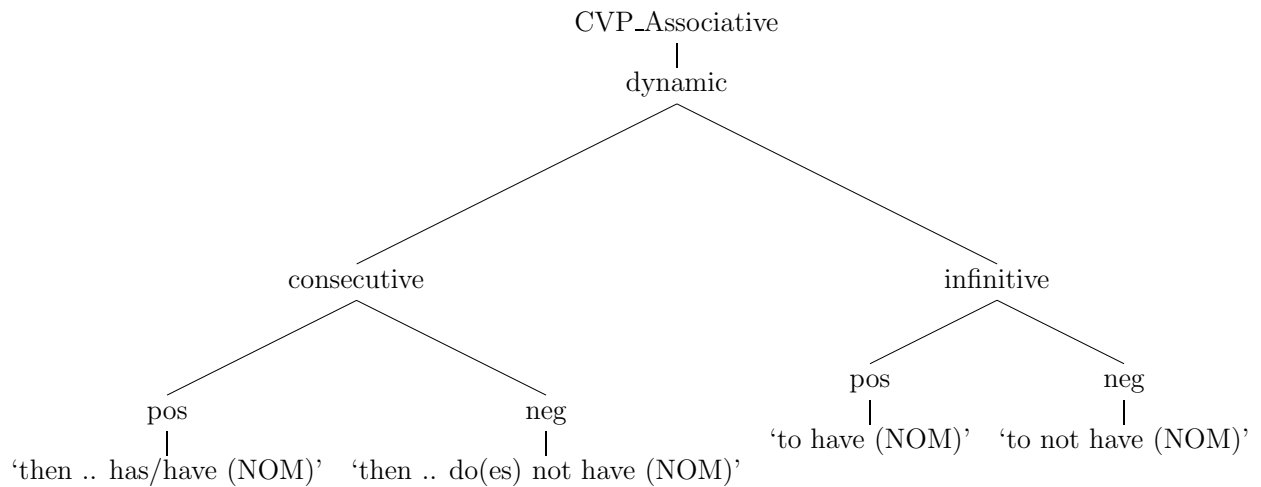 CVP_Associative
dynamic
consecutive infinitive
pos neg
pos neg
‘to have (NOM)’ ‘to not have (NOM)’
‘then .. has/have (NOM)’ ‘then .. do(es) not have (NOM)’